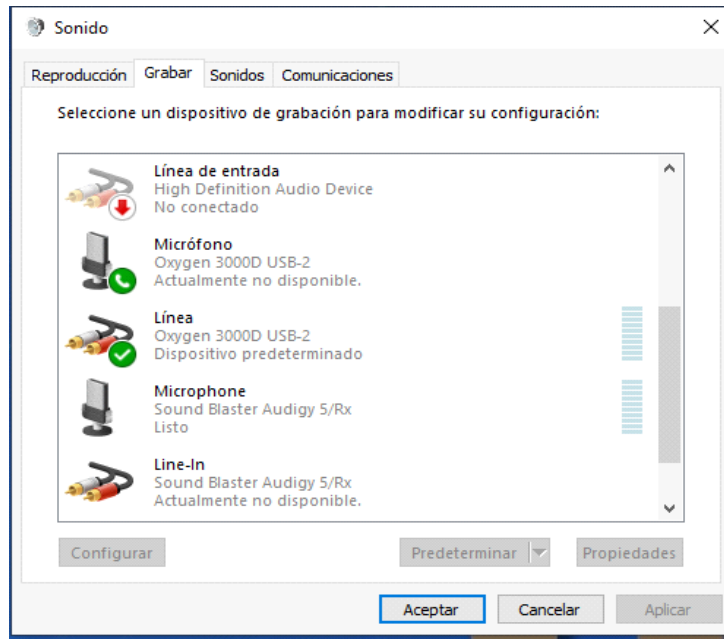 Sonido
Reproducción Grabar Sonidos Comunicaciones
Seleccione un dispositivo de grabación para modificar su configuración:
Línea de entrada
High Definition Audio Device
No conectado
Micrófono
Oxygen 3000D USB-2
Actualmente no disponible.
Línea
Oxygen 3000D USB-2
Dispositivo predeterminado
Microphone
Sound Blaster Audigy 5/Rx
Listo
Line-In
Sound Blaster Audigy 5/Rx
Actualmente no disponible.
Configurar Predeterminar Propiedades
Aceptar Cancelar Aplicar